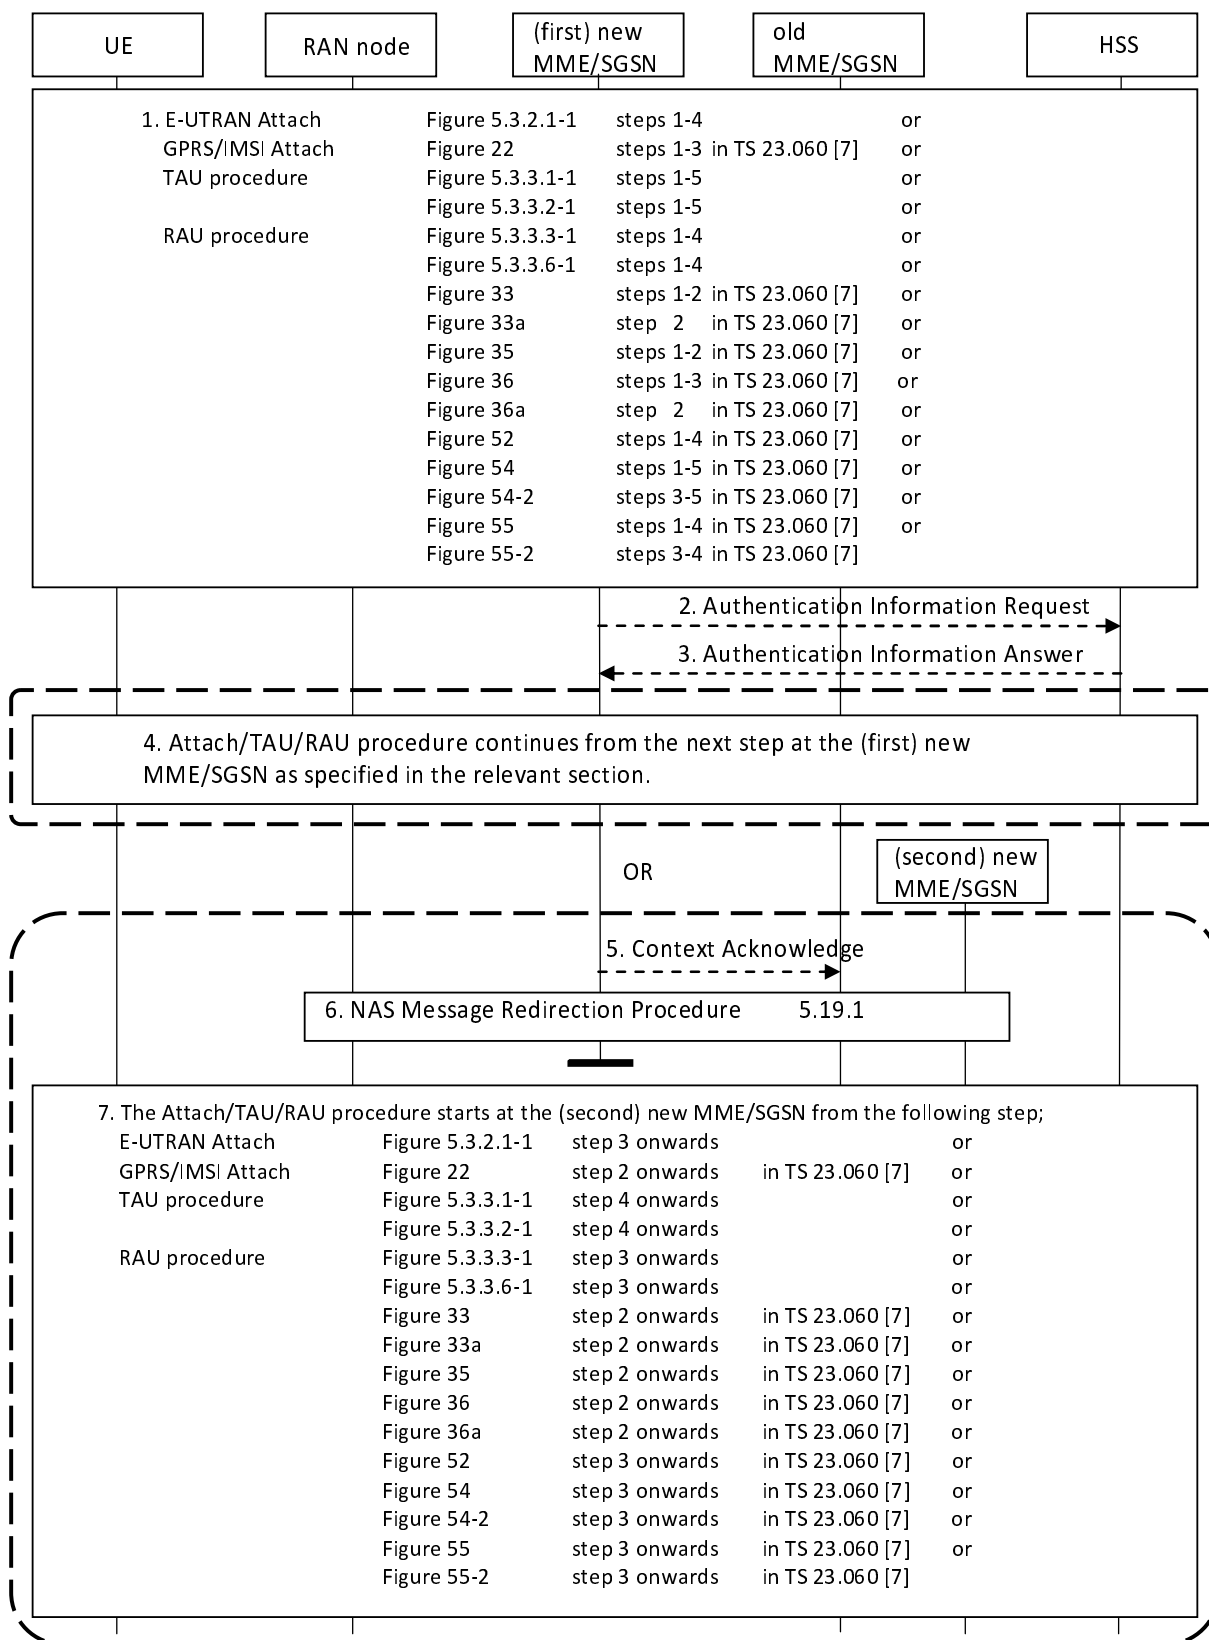 UE
RAN node
(first) new
MME/SGSN
old
MME/SGSN
HSS
1. E-UTRAN Attach Figure 5.3.2.1-1 steps 1-4 or
GPRS/IMSI Attach Figure 22 steps 1-3 in TS 23.060 [7] or
TAU procedure Figure 5.3.3.1-1 steps 1-5 or
Figure 5.3.3.2-1 steps 1-5 or
RAU procedure Figure 5.3.3.3-1 steps 1-4 or
Figure 5.3.3.6-1 steps 1-4 or
Figure 33 steps 1-2 in TS 23.060 [7] or
Figure 33a step 2 in TS 23.060 [7] or
Figure 35 steps 1-2 in TS 23.060 [7] or
Figure 36 steps 1-3 in TS 23.060 [7] or
Figure 36a step 2 in TS 23.060 [7] or
Figure 52 steps 1-4 in TS 23.060 [7] or
Figure 54 steps 1-5 in TS 23.060 [7] or
Figure 54-2 steps 3-5 in TS 23.060 [7] or
Figure 55 steps 1-4 in TS 23.060 [7] or
Figure 55-2 steps 3-4 in TS 23.060 [7]
2. Authentication Information Request
3. Authentication Information Answer
4. Attach/TAU/RAU procedure continues from the next step at the (first) new
MME/SGSN as specified in the relevant section.
OR
(second) new
MME/SGSN
5. Context Acknowledge
6. NAS Message Redirection Procedure 5.19.1
7. The Attach/TAU/RAU procedure starts at the (second) new MME/SGSN from the following step;
E-UTRAN Attach Figure 5.3.2.1-1 step 3 onwards or
GPRS/IMSI Attach Figure 22 step 2 onwards in TS 23.060 [7] or
TAU procedure Figure 5.3.3.1-1 step 4 onwards or
Figure 5.3.3.2-1 step 4 onwards or
RAU procedure Figure 5.3.3.3-1 step 3 onwards or
Figure 5.3.3.6-1 step 3 onwards or
Figure 33 step 2 onwards in TS 23.060 [7] or
Figure 33a step 2 onwards in TS 23.060 [7] or
Figure 35 step 2 onwards in TS 23.060 [7] or
Figure 36 step 2 onwards in TS 23.060 [7] or
Figure 36a step 2 onwards in TS 23.060 [7] or
Figure 52 step 3 onwards in TS 23.060 [7] or
Figure 54 step 3 onwards in TS 23.060 [7] or
Figure 54-2 step 3 onwards in TS 23.060 [7] or
Figure 55 step 3 onwards in TS 23.060 [7] or
Figure 55-2 step 3 onwards in TS 23.060 [7]